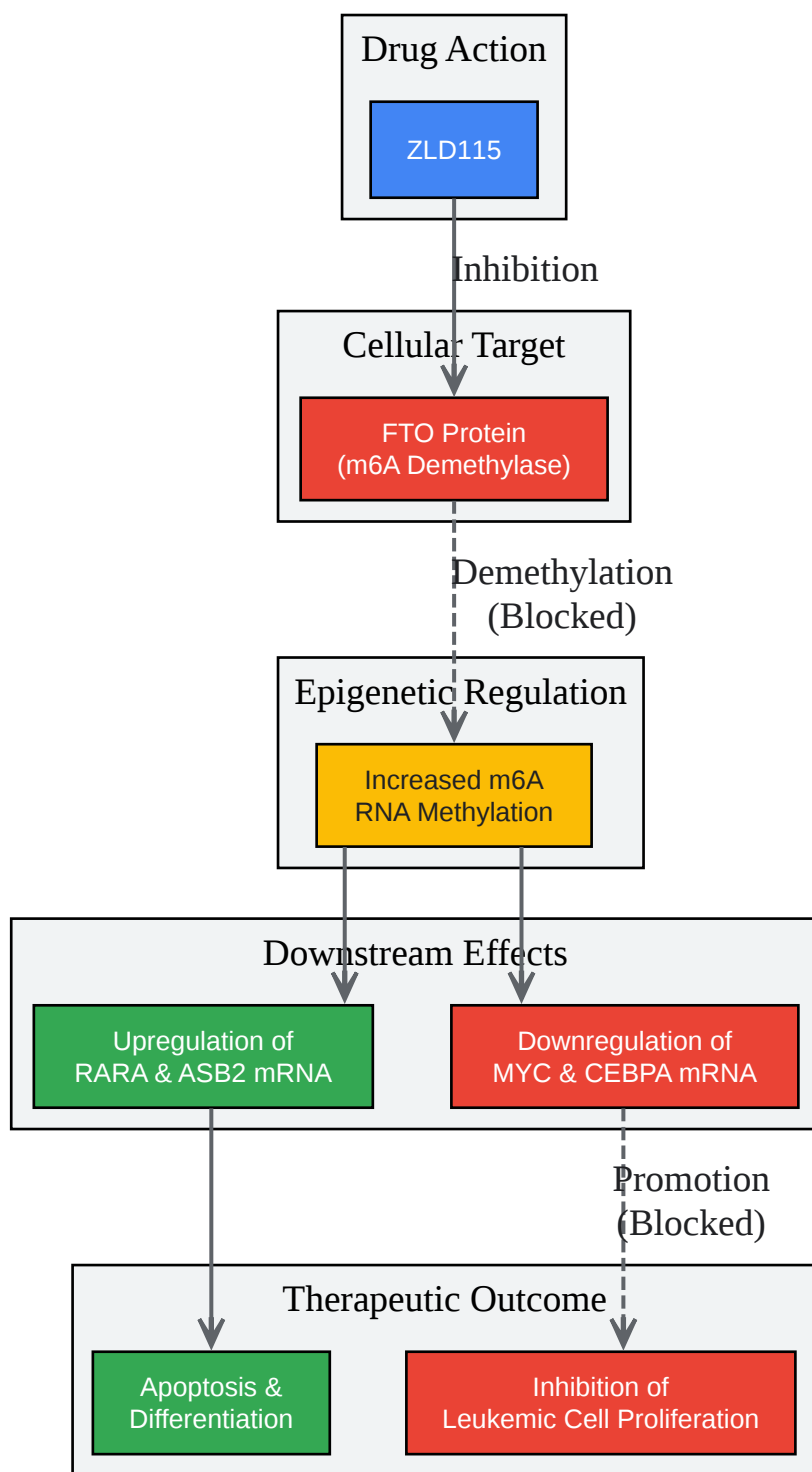 Drug Action
ZLD115
Inhibition
Cellular Target
FTO Protein
(m6A Demethylase)
Demethylation
(Blocked)
Epigenetic Regulation
Increased m6A
RNA Methylation
Downstream Effects
Upregulation of
RARA & ASB2 mRNA
Downregulation of
MYC & CEBPA mRNA
Promotion
(Blocked)
Therapeutic Outcome
Apoptosis &
Differentiation
Inhibition of
Leukemic Cell Proliferation